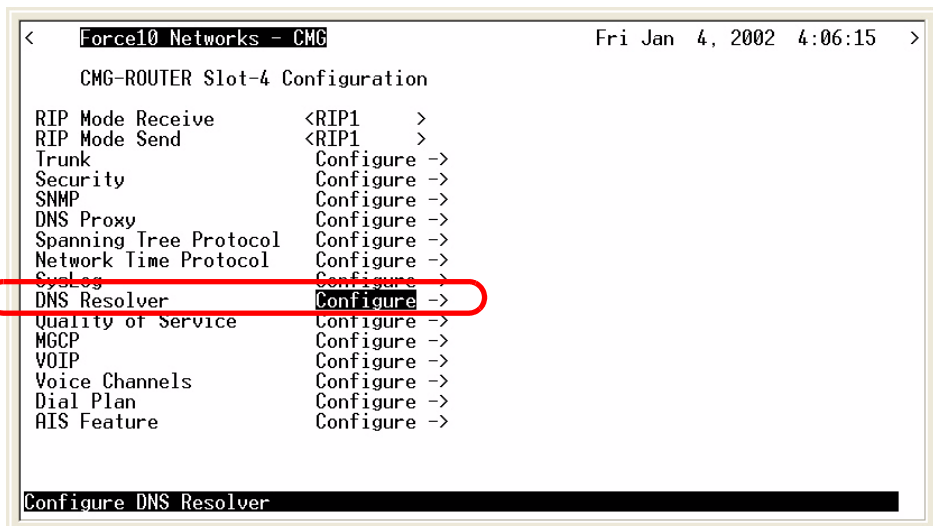 < Force10 Networks - CMG Fri Jan 4, 2002 4:06:15 >
CMG-ROUTER Slot-4 Configuration
RIP Mode Receive <RIP1 >
RIP Mode Send <RIP1 >
Trunk Configure ->
Security Configure ->
SNMP Configure ->
DNS Proxy Configure ->
Spanning Tree Protocol Configure ->
Network Time Protocol Configure ->
SysLog Configure ->
DNS Resolver Configure ->
Quality of Service Configure ->
MGCP Configure ->
VOIP Configure ->
Voice Channels Configure ->
Dial Plan Configure ->
AIS Feature Configure ->
Configure DNS Resolver